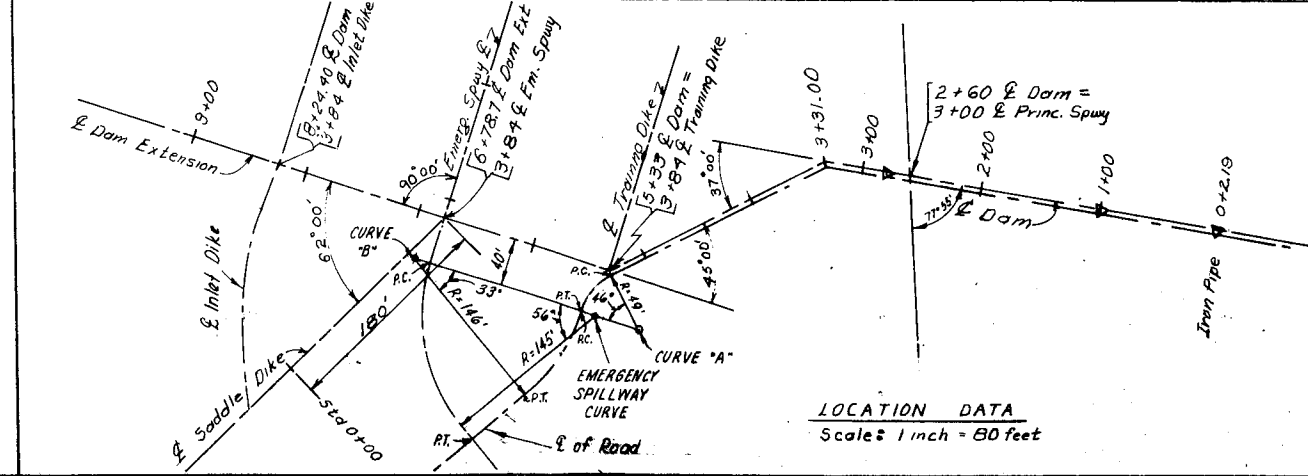 9+00
℄ Dam Extension
8+24.40 ℄ Dam
3+84 ℄ Inlet Dike
90°00'
Emerg. Spwy ℄
6+78.7 ℄ Dam Ext
3+84 ℄ Em. Spwy
℄ Training Dike
5+33 ℄ Dam =
3+84 ℄ Training Dike
37°00'
3+31.00
3+00
2+60 ℄ Dam =
3+00 ℄ Princ. Spwy
2+00
1+00
0+2.19
77°55'
℄ Dam
Iron Pipe
℄ Inlet Dike
62°00'
CURVE
"B"
P.C.
40'
33°
R=146'
180'
P.C.
45°00'
R=49'
46°
P.T.
56°
P.C.
R=145'
CURVE "A"
EMERGENCY
SPILLWAY
CURVE
℄ Saddle Dike
Sta 0+00
P.T.
P.T.
℄ of Road
LOCATION DATA
Scale: 1 inch = 80 feet